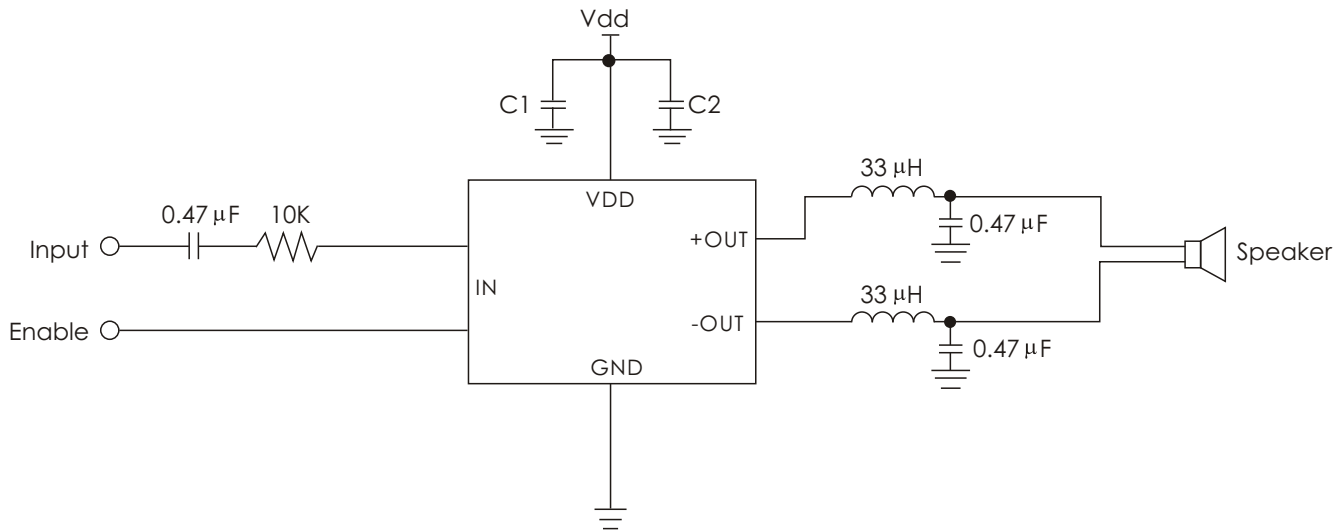 Vdd
C1
C2
33 μH
VDD
0.47 μF
10K
0.47 μF
+OUT
Input
Speaker
IN
33 μH
Enable
-OUT
0.47 μF
GND